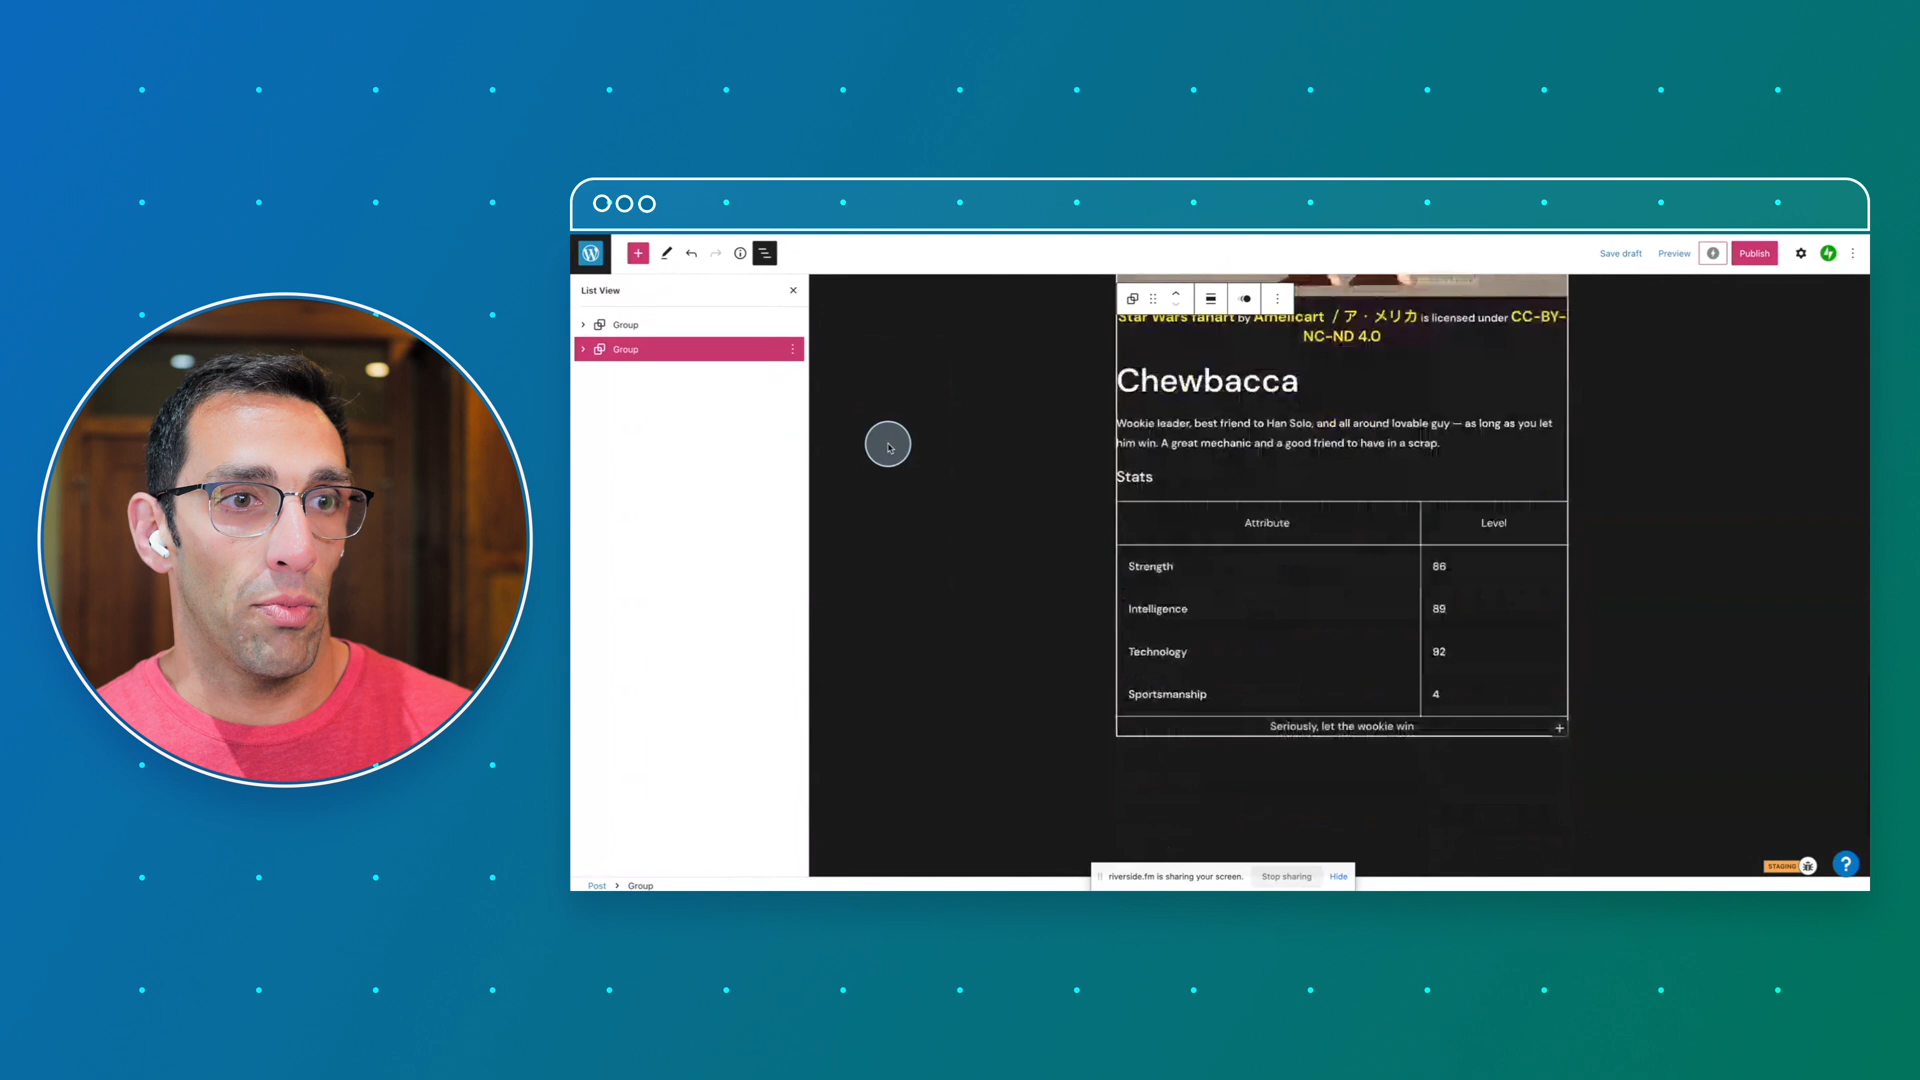 Save draft
Preview
Publish
List View
Group
Group
Star Wars fanart by Amelicart / ア・メリカ is licensed under CC-BY-
NC-ND 4.0
Chewbacca
Wookie leader, best friend to Han Solo, and all around lovable guy — as long as you let
him win. A great mechanic and a good friend to have in a scrap.
Stats
Attribute
Level
Strength
86
Intelligence
89
Technology
92
Sportsmanship
4
Seriously, let the wookie win
STAGING
riverside.fm is sharing your screen.
Stop sharing
Hide
Post
Group